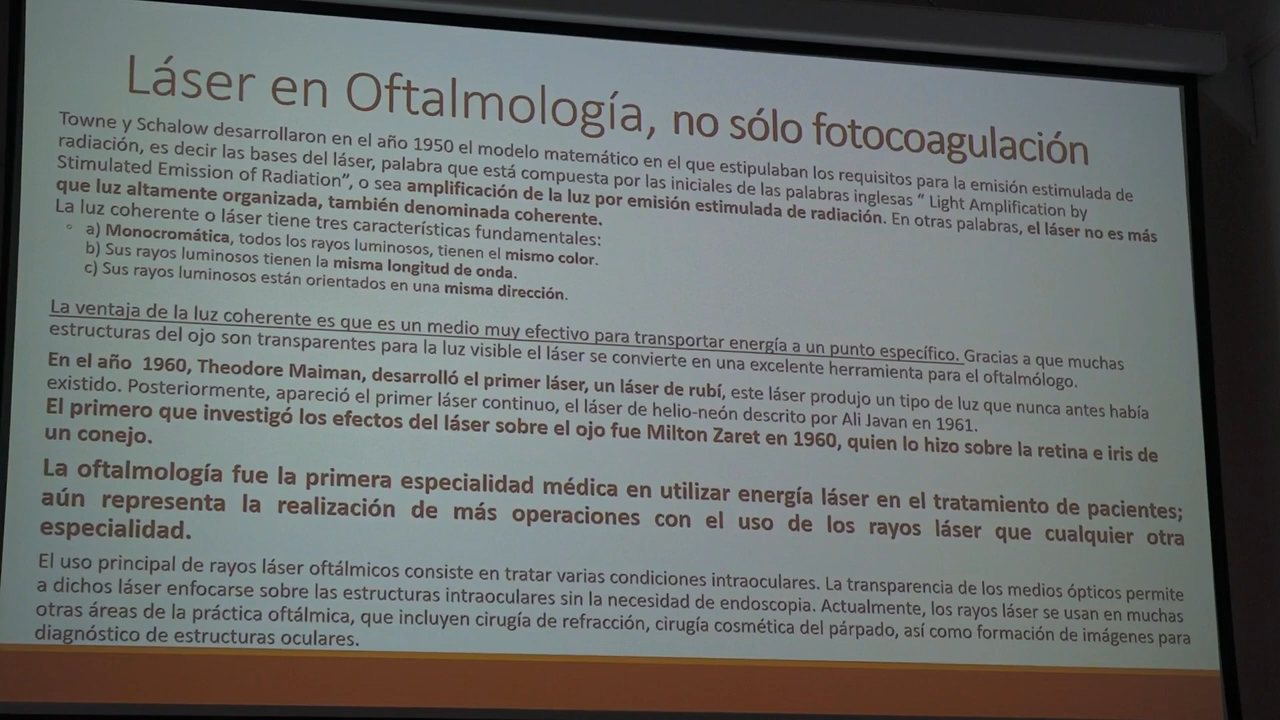 Láser en Oftalmología, no sólo fotocoagulación
Towne y Schalow desarrollaron en el año 1950 el modelo matemático en el que estipulaban los requisitos para la emisión estimulada de
radiación, es decir las bases del láser, palabra que está compuesta por las iniciales de las palabras inglesas “ Light Amplification by
Stimulated Emission of Radiation”, o sea amplificación de la luz por emisión estimulada de radiación. En otras palabras, el láser no es más
que luz altamente organizada, también denominada coherente.
La luz coherente o láser tiene tres características fundamentales:
◦ a) Monocromática, todos los rayos luminosos, tienen el mismo color.
b) Sus rayos luminosos tienen la misma longitud de onda.
c) Sus rayos luminosos están orientados en una misma dirección.
La ventaja de la luz coherente es que es un medio muy efectivo para transportar energía a un punto específico. Gracias a que muchas
estructuras del ojo son transparentes para la luz visible el láser se convierte en una excelente herramienta para el oftalmólogo.
En el año 1960, Theodore Maiman, desarrolló el primer láser, un láser de rubí, este láser produjo un tipo de luz que nunca antes había
existido. Posteriormente, apareció el primer láser continuo, el láser de helio-neón descrito por Ali Javan en 1961.
El primero que investigó los efectos del láser sobre el ojo fue Milton Zaret en 1960, quien lo hizo sobre la retina e iris de
un conejo.
La oftalmología fue la primera especialidad médica en utilizar energía láser en el tratamiento de pacientes;
aún representa la realización de más operaciones con el uso de los rayos láser que cualquier otra
especialidad.
El uso principal de rayos láser oftálmicos consiste en tratar varias condiciones intraoculares. La transparencia de los medios ópticos permite
a dichos láser enfocarse sobre las estructuras intraoculares sin la necesidad de endoscopia. Actualmente, los rayos láser se usan en muchas
otras áreas de la práctica oftálmica, que incluyen cirugía de refracción, cirugía cosmética del párpado, así como formación de imágenes para
diagnóstico de estructuras oculares.